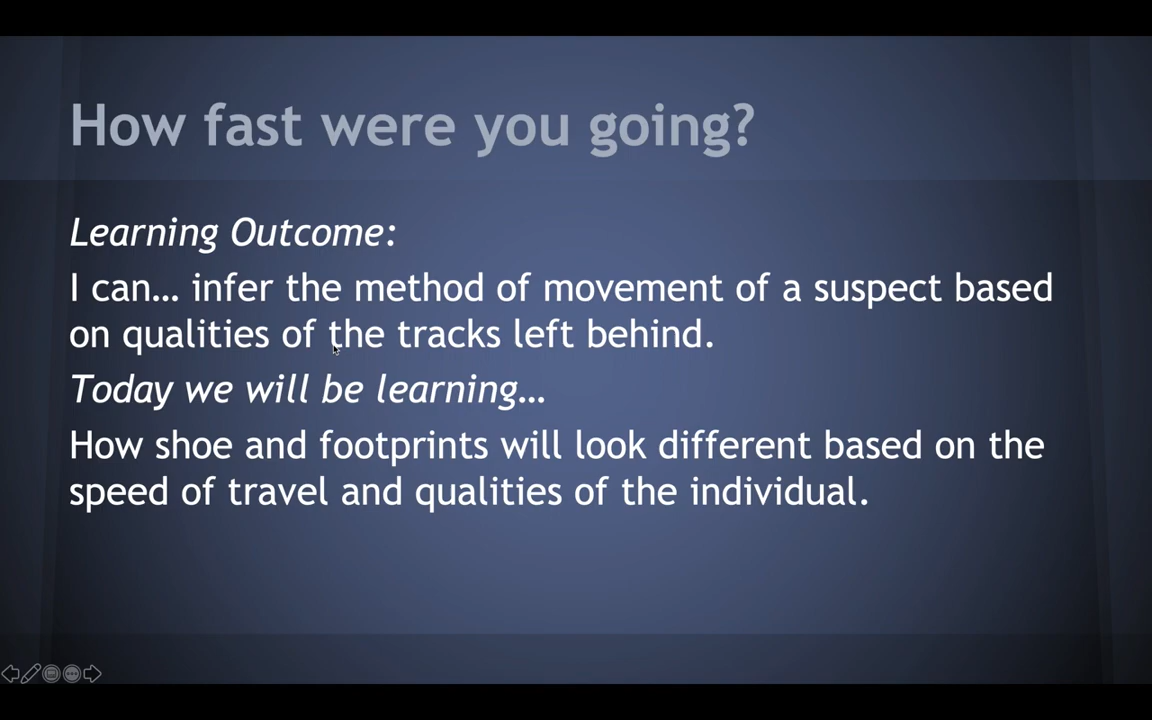 How fast were you going?
Learning Outcome:
I can… infer the method of movement of a suspect based
on qualities of the tracks left behind.
Today we will be learning…
How shoe and footprints will look different based on the
speed of travel and qualities of the individual.